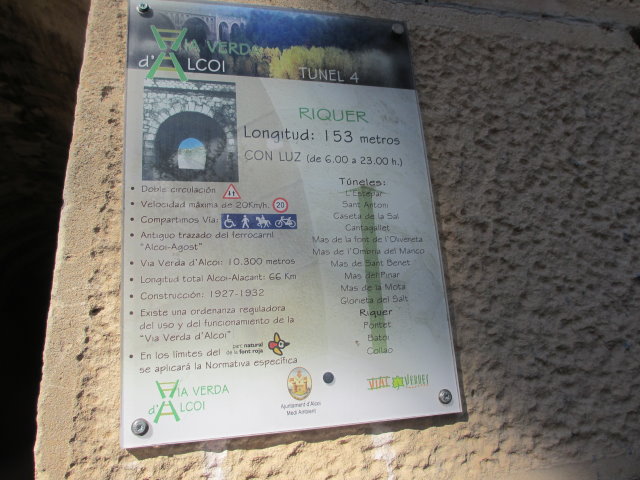 VIA VERDA
d'ALCOI
TUNEL 4
RIQUER
Longitud: 153 metros
CON LUZ (de 6.00 a 23.00 h.)
• Doble circulación
• Velocidad máxima de 20Km/h. 20
• Compartimos Vía:
• Antiguo trazado del ferrocarril
"Alcoi-Agost"
• Via Verda d'Alcoi: 10.300 metros
• Longitud total Alcoi-Alacant: 66 Km
• Construcción: 1927-1932
• Existe una ordenanza reguladora
del uso y del funcionamiento de la
"Via Verda d'Alcoi"
• En los límites del parc natural
de la font roja
se aplicará la Normativa específica
Túneles:
L'Estepar
Sant Antoni
Caseta de la Sal
Cantagallet
Mas de la font de l'Olivereta
Mas de l'Ombria del Manco
Mas de Sant Benet
Mas del Pinar
Mas de la Mota
Glorieta del Salt
Riquer
Pontet
Batoi
Collao
VIA VERDA
d'ALCOI
Ajuntament d'Alcoi
Medi Ambient
VIAS VERDES